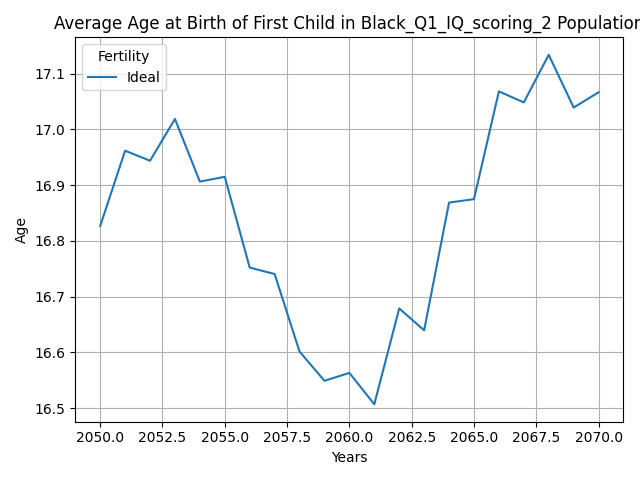 Average Age at Birth of First Child in Black_Q1_IQ_scoring_2 Population
Fertility
Ideal
17.1
17.0
16.9
16.8
16.7
16.6
16.5
Age
2050.0 2052.5 2055.0 2057.5 2060.0 2062.5 2065.0 2067.5 2070.0
Years